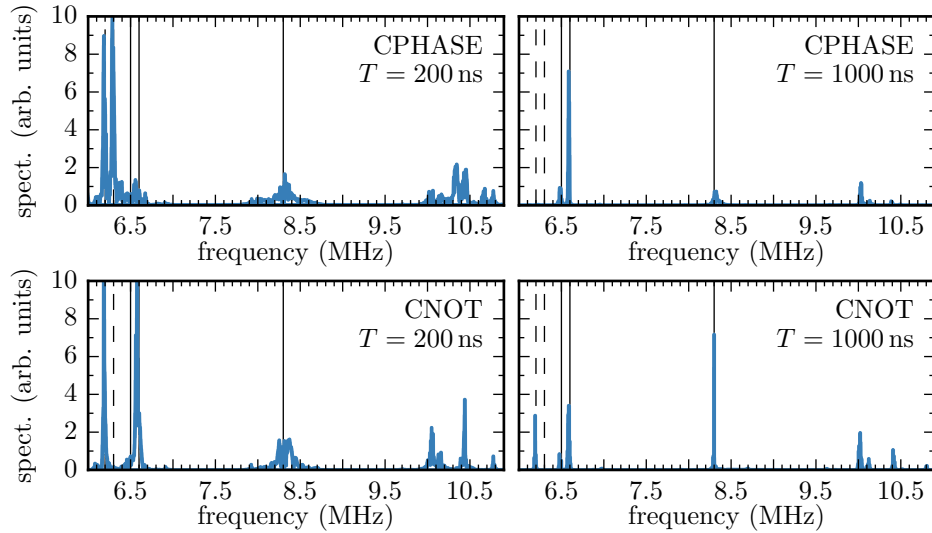 10
8
6
4
2
0
spect. (arb. units)
CPHASE
T = 200 ns
6.5 7.5 8.5 9.5 10.5
frequency (MHz)
CPHASE
T = 1000 ns
6.5 7.5 8.5 9.5 10.5
frequency (MHz)
10
8
6
4
2
0
spect. (arb. units)
CNOT
T = 200 ns
6.5 7.5 8.5 9.5 10.5
frequency (MHz)
CNOT
T = 1000 ns
6.5 7.5 8.5 9.5 10.5
frequency (MHz)